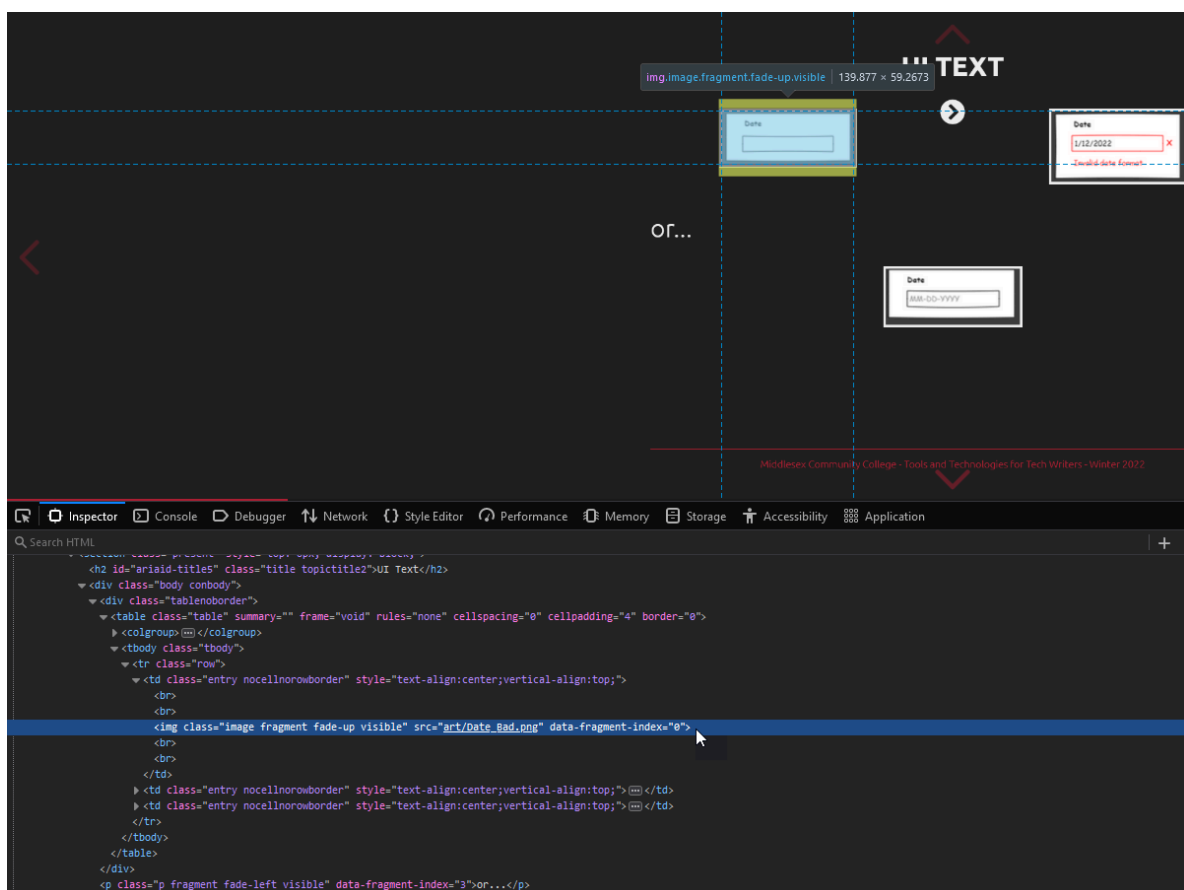 UI TEXT
img.image.fragment.fade-up.visible | 139.877 × 59.2673
Date
Date
1/12/2022 X
Invalid date format
or...
Date
MM-DD-YYYY
Middlesex Community College - Tools and Technologies for Tech Writers - Winter 2022
Inspector Console Debugger Network {} Style Editor Performance Memory Storage Accessibility Application
Search HTML +
<section class="present" style="top: 0px; display: block;">
<h2 id="ariaid-title5" class="title topictitle2">UI Text</h2>
<div class="body conbody">
<div class="tablenoborder">
<table class="table" summary="" frame="void" rules="none" cellspacing="0" cellpadding="4" border="0">
<colgroup>...</colgroup>
<tbody class="tbody">
<tr class="row">
<td class="entry nocellnorowborder" style="text-align:center;vertical-align:top;">
<br>
<br>
<img class="image fragment fade-up visible" src="art/Date_Bad.png" data-fragment-index="0">
<br>
<br>
</td>
<td class="entry nocellnorowborder" style="text-align:center;vertical-align:top;">...</td>
<td class="entry nocellnorowborder" style="text-align:center;vertical-align:top;">...</td>
</tr>
</tbody>
</table>
</div>
<p class="p fragment fade-left visible" data-fragment-index="3">or...</p>